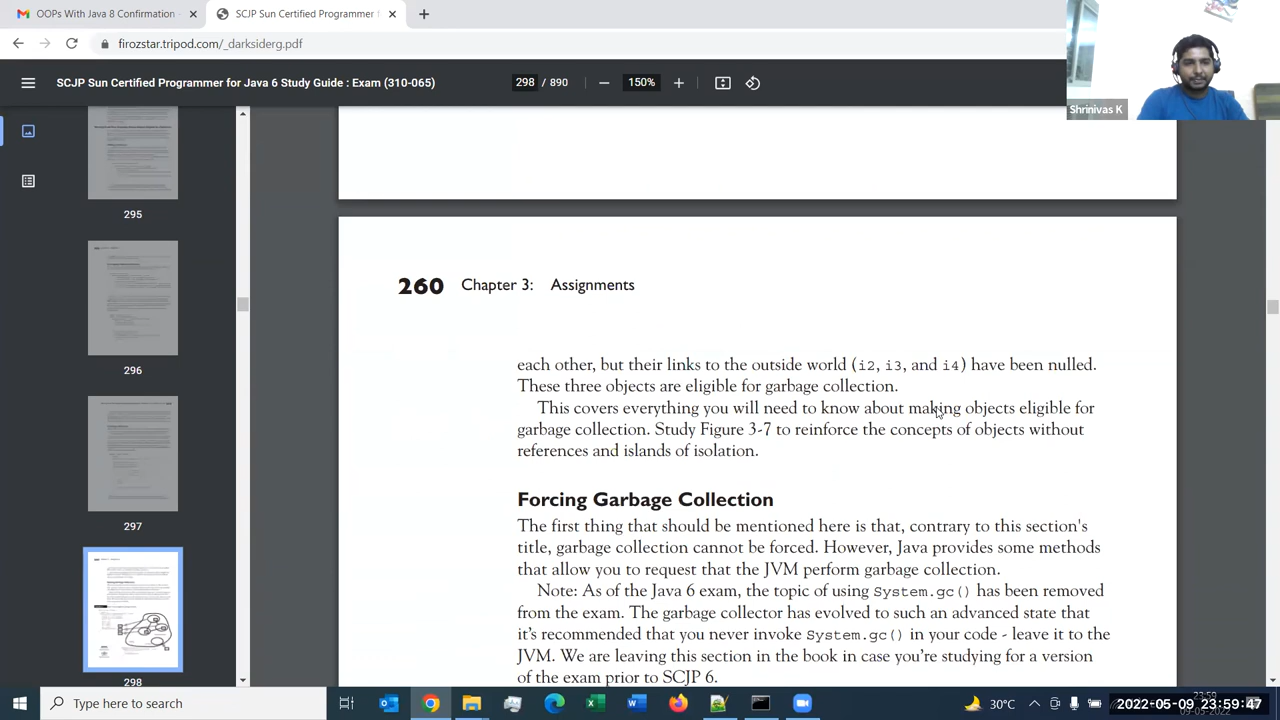 OOPS With Java 8 Confirmation
SCJP Sun Certified Programmer
firozstar.tripod.com/_darksiderg.pdf
SCJP Sun Certified Programmer for Java 6 Study Guide : Exam (310-065)
298 / 890
150%
Shrinivas K
295
296
297
298
260 Chapter 3: Assignments
each other, but their links to the outside world (i2, i3, and i4) have been nulled.
These three objects are eligible for garbage collection.
This covers everything you will need to know about making objects eligible for
garbage collection. Study Figure 3-7 to reinforce the concepts of objects without
references and islands of isolation.
Forcing Garbage Collection
The first thing that should be mentioned here is that, contrary to this section's
title, garbage collection cannot be forced. However, Java provides some methods
that allow you to request that the JVM perform garbage collection.
Note: As of the Java 6 exam, the topic of using System.gc() has been removed
from the exam. The garbage collector has evolved to such an advanced state that
it's recommended that you never invoke System.gc() in your code - leave it to the
JVM. We are leaving this section in the book in case you're studying for a version
of the exam prior to SCJP 6.
Type here to search
30°C
23:59
09-05-2022
2022-05-09 23:59:47